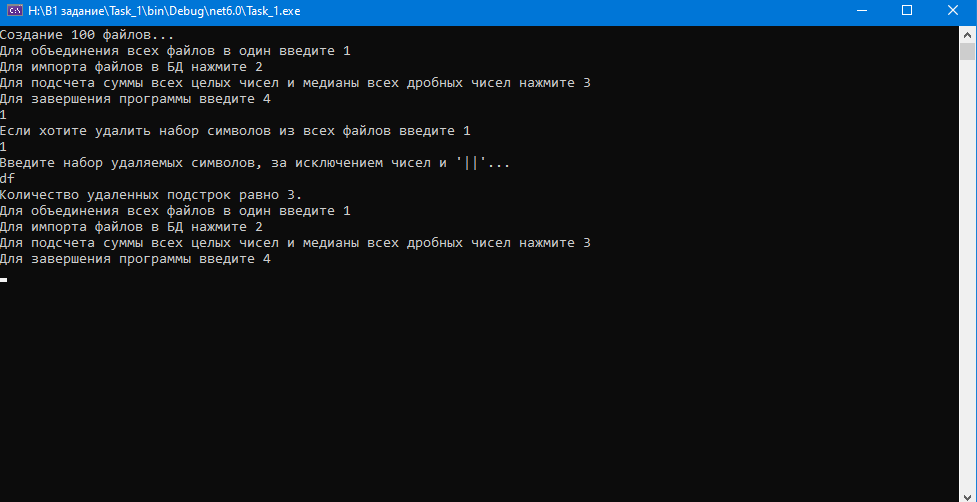 H:\B1 задание\Task_1\bin\Debug\net6.0\Task_1.exe
Создание 100 файлов...
Для объединения всех файлов в один введите 1
Для импорта файлов в БД нажмите 2
Для подсчета суммы всех целых чисел и медианы всех дробных чисел нажмите 3
Для завершения программы введите 4
1
Если хотите удалить набор символов из всех файлов введите 1
1
Введите набор удаляемых символов, за исключением чисел и '||'...
df
Количество удаленных подстрок равно 3.
Для объединения всех файлов в один введите 1
Для импорта файлов в БД нажмите 2
Для подсчета суммы всех целых чисел и медианы всех дробных чисел нажмите 3
Для завершения программы введите 4